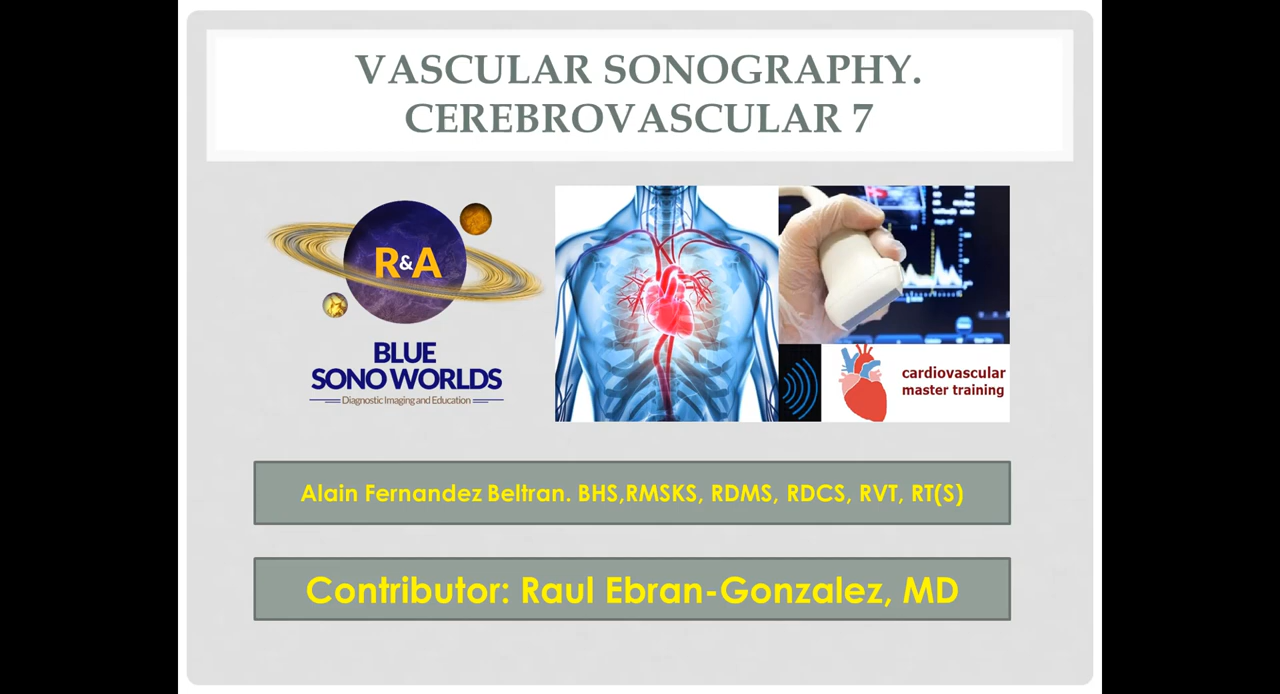 VASCULAR SONOGRAPHY.
CEREBROVASCULAR 7
R&A
BLUE
SONO WORLDS
Diagnostic Imaging and Education
cardiovascular
master training
Alain Fernandez Beltran. BHS,RMSKS, RDMS, RDCS, RVT, RT(S)
Contributor: Raul Ebran-Gonzalez, MD